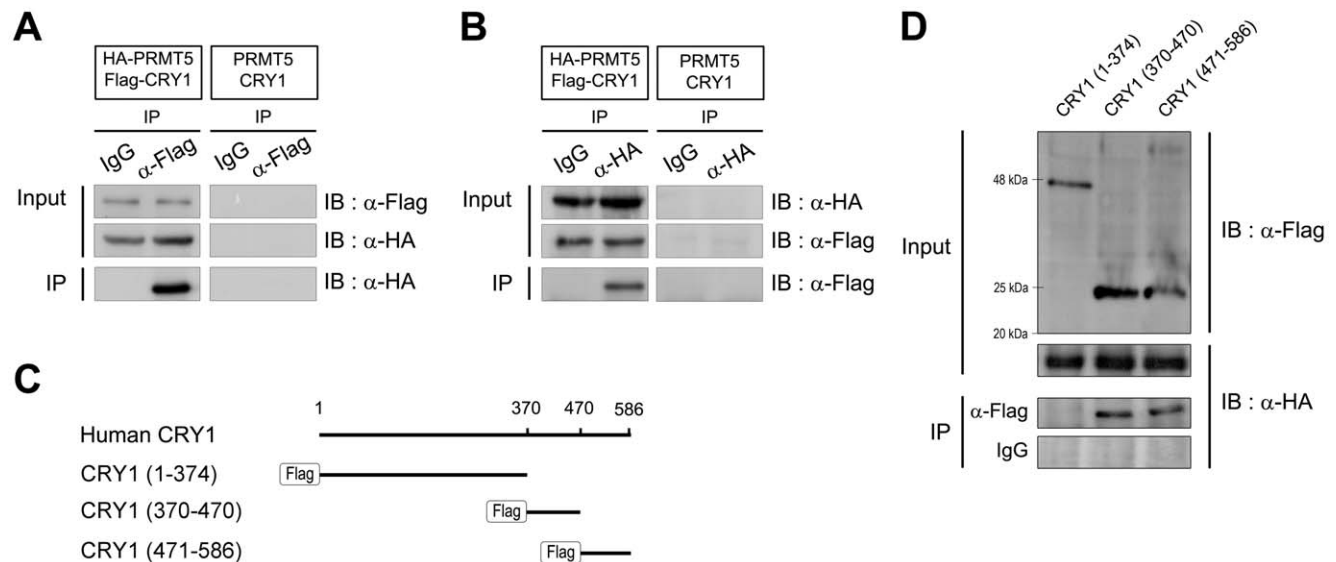 A
HA-PRMT5
Flag-CRY1
PRMT5
CRY1
IP
IP
IgG
α-Flag
IgG
α-Flag
Input
IB : α-Flag
IB : α-HA
IP
IB : α-HA
B
HA-PRMT5
Flag-CRY1
PRMT5
CRY1
IP
IP
IgG
α-HA
IgG
α-HA
Input
IB : α-HA
IB : α-Flag
IP
IB : α-Flag
C
1 370 470 586
Human CRY1
CRY1 (1-374)
Flag
CRY1 (370-470)
Flag
CRY1 (471-586)
Flag
D
CRY1 (1-374)
CRY1 (370-470)
CRY1 (471-586)
48 kDa
Input
25 kDa
20 kDa
IB : α-Flag
IP
α-Flag
IgG
IB : α-HA